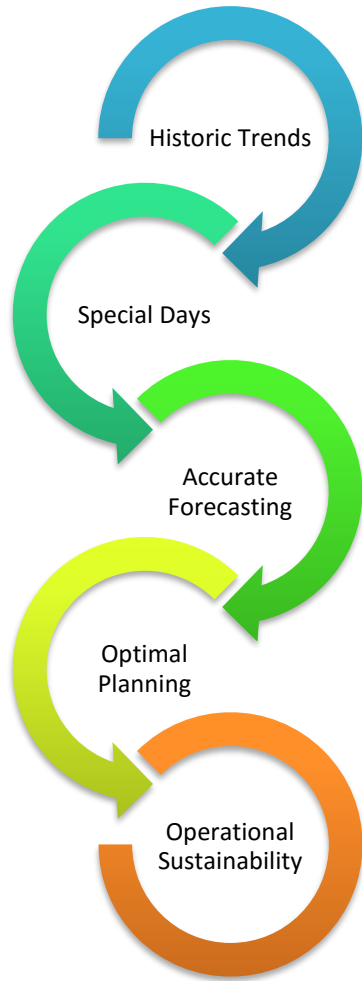 Historic Trends
Special Days
Accurate
Forecasting
Optimal
Planning
Operational
Sustainability